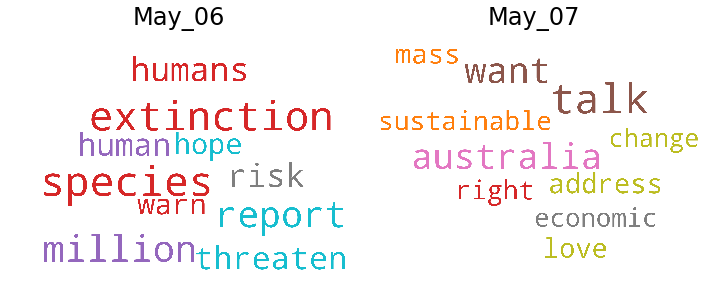 May_06
humans
extinction
human hope
species risk
warn
report
million
threaten
May_07
mass
want
talk
sustainable
change
australia
right address
economic
love